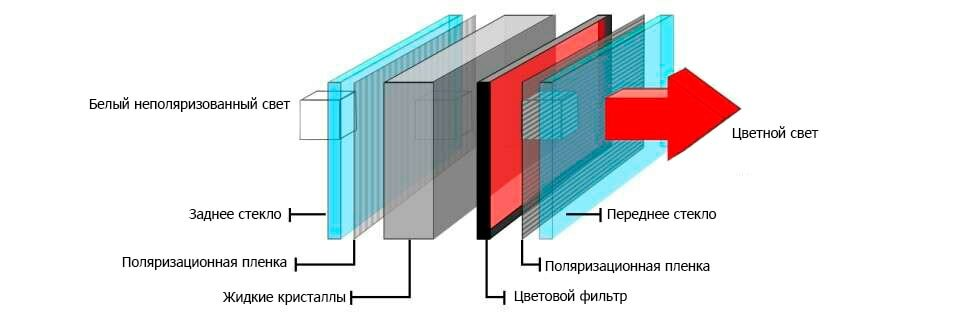 Белый неполяризованный свет
Цветной свет
Заднее стекло
Переднее стекло
Поляризационная пленка
Поляризационная пленка
Жидкие кристаллы
Цветовой фильтр